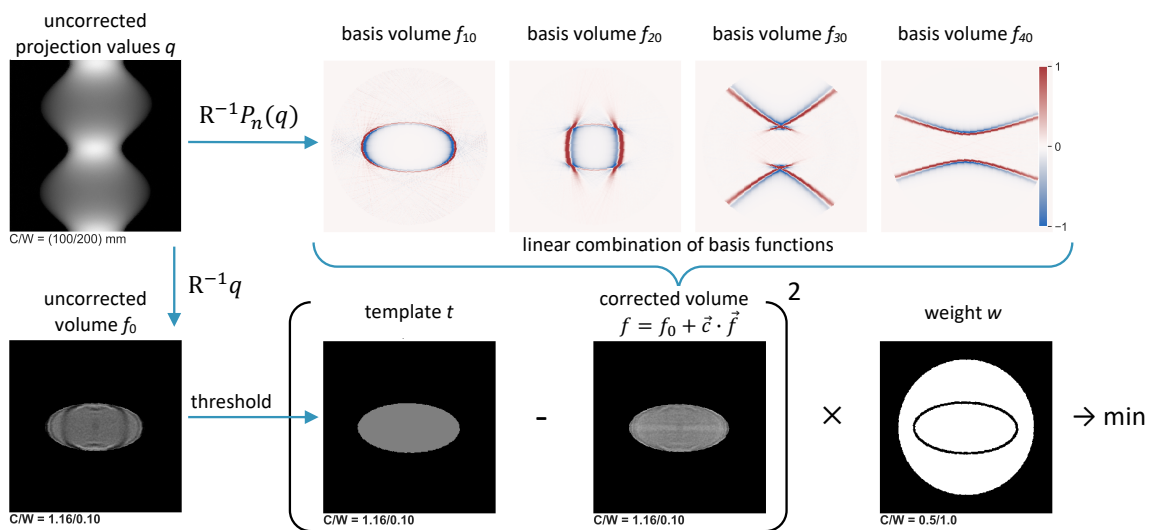 uncorrected
projection values q
C/W = (100/200) mm
R⁻¹Pₙ(q)
basis volume f₁₀
basis volume f₂₀
basis volume f₃₀
basis volume f₄₀
1
0
−1
linear combination of basis functions
R⁻¹q
uncorrected
volume f₀
C/W = 1.16/0.10
threshold
template t
C/W = 1.16/0.10
-
corrected volume
f = f₀ + c⃗ · f⃗
C/W = 1.16/0.10
2
×
weight w
C/W = 0.5/1.0
→ min